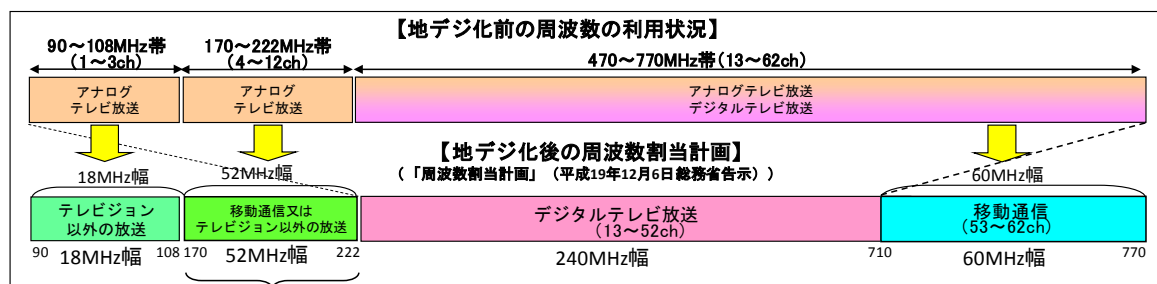 【地デジ化前の周波数の利用状況】
90～108MHz帯
(1～3ch)
170～222MHz帯
(4～12ch)
470～770MHz帯(13～62ch)
アナログ
テレビ放送
アナログ
テレビ放送
アナログテレビ放送
デジタルテレビ放送
【地デジ化後の周波数割当計画】
(「周波数割当計画」(平成19年12月6日総務省告示))
18MHz幅
52MHz幅
60MHz幅
テレビジョン
以外の放送
移動通信又は
テレビジョン以外の放送
デジタルテレビ放送
(13～52ch)
移動通信
(53～62ch)
90 18MHz幅 108 170 52MHz幅 222 240MHz幅 710 60MHz幅 770